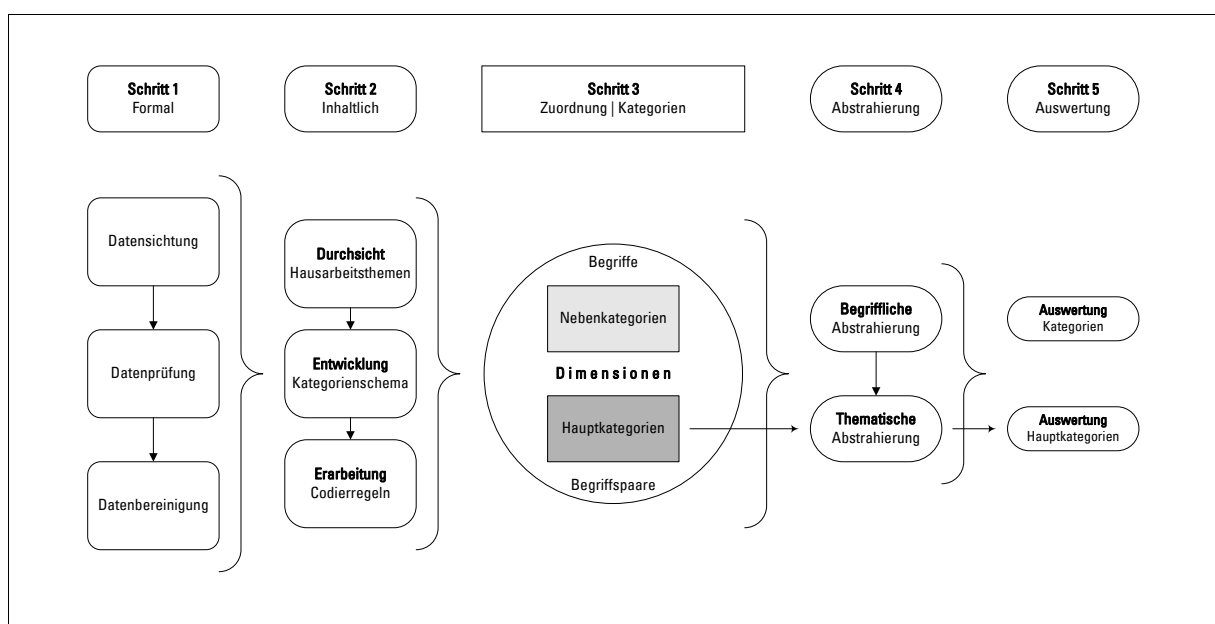 Schritt 1
Formal
Schritt 2
Inhaltlich
Schritt 3
Zuordnung | Kategorien
Schritt 4
Abstrahierung
Schritt 5
Auswertung
Datensichtung
Datenprüfung
Datenbereinigung
Durchsicht
Hausarbeitsthemen
Entwicklung
Kategorienschema
Erarbeitung
Codierregeln
Begriffe
Nebenkategorien
Dimensionen
Hauptkategorien
Begriffspaare
Begriffliche
Abstrahierung
Thematische
Abstrahierung
Auswertung
Kategorien
Auswertung
Hauptkategorien